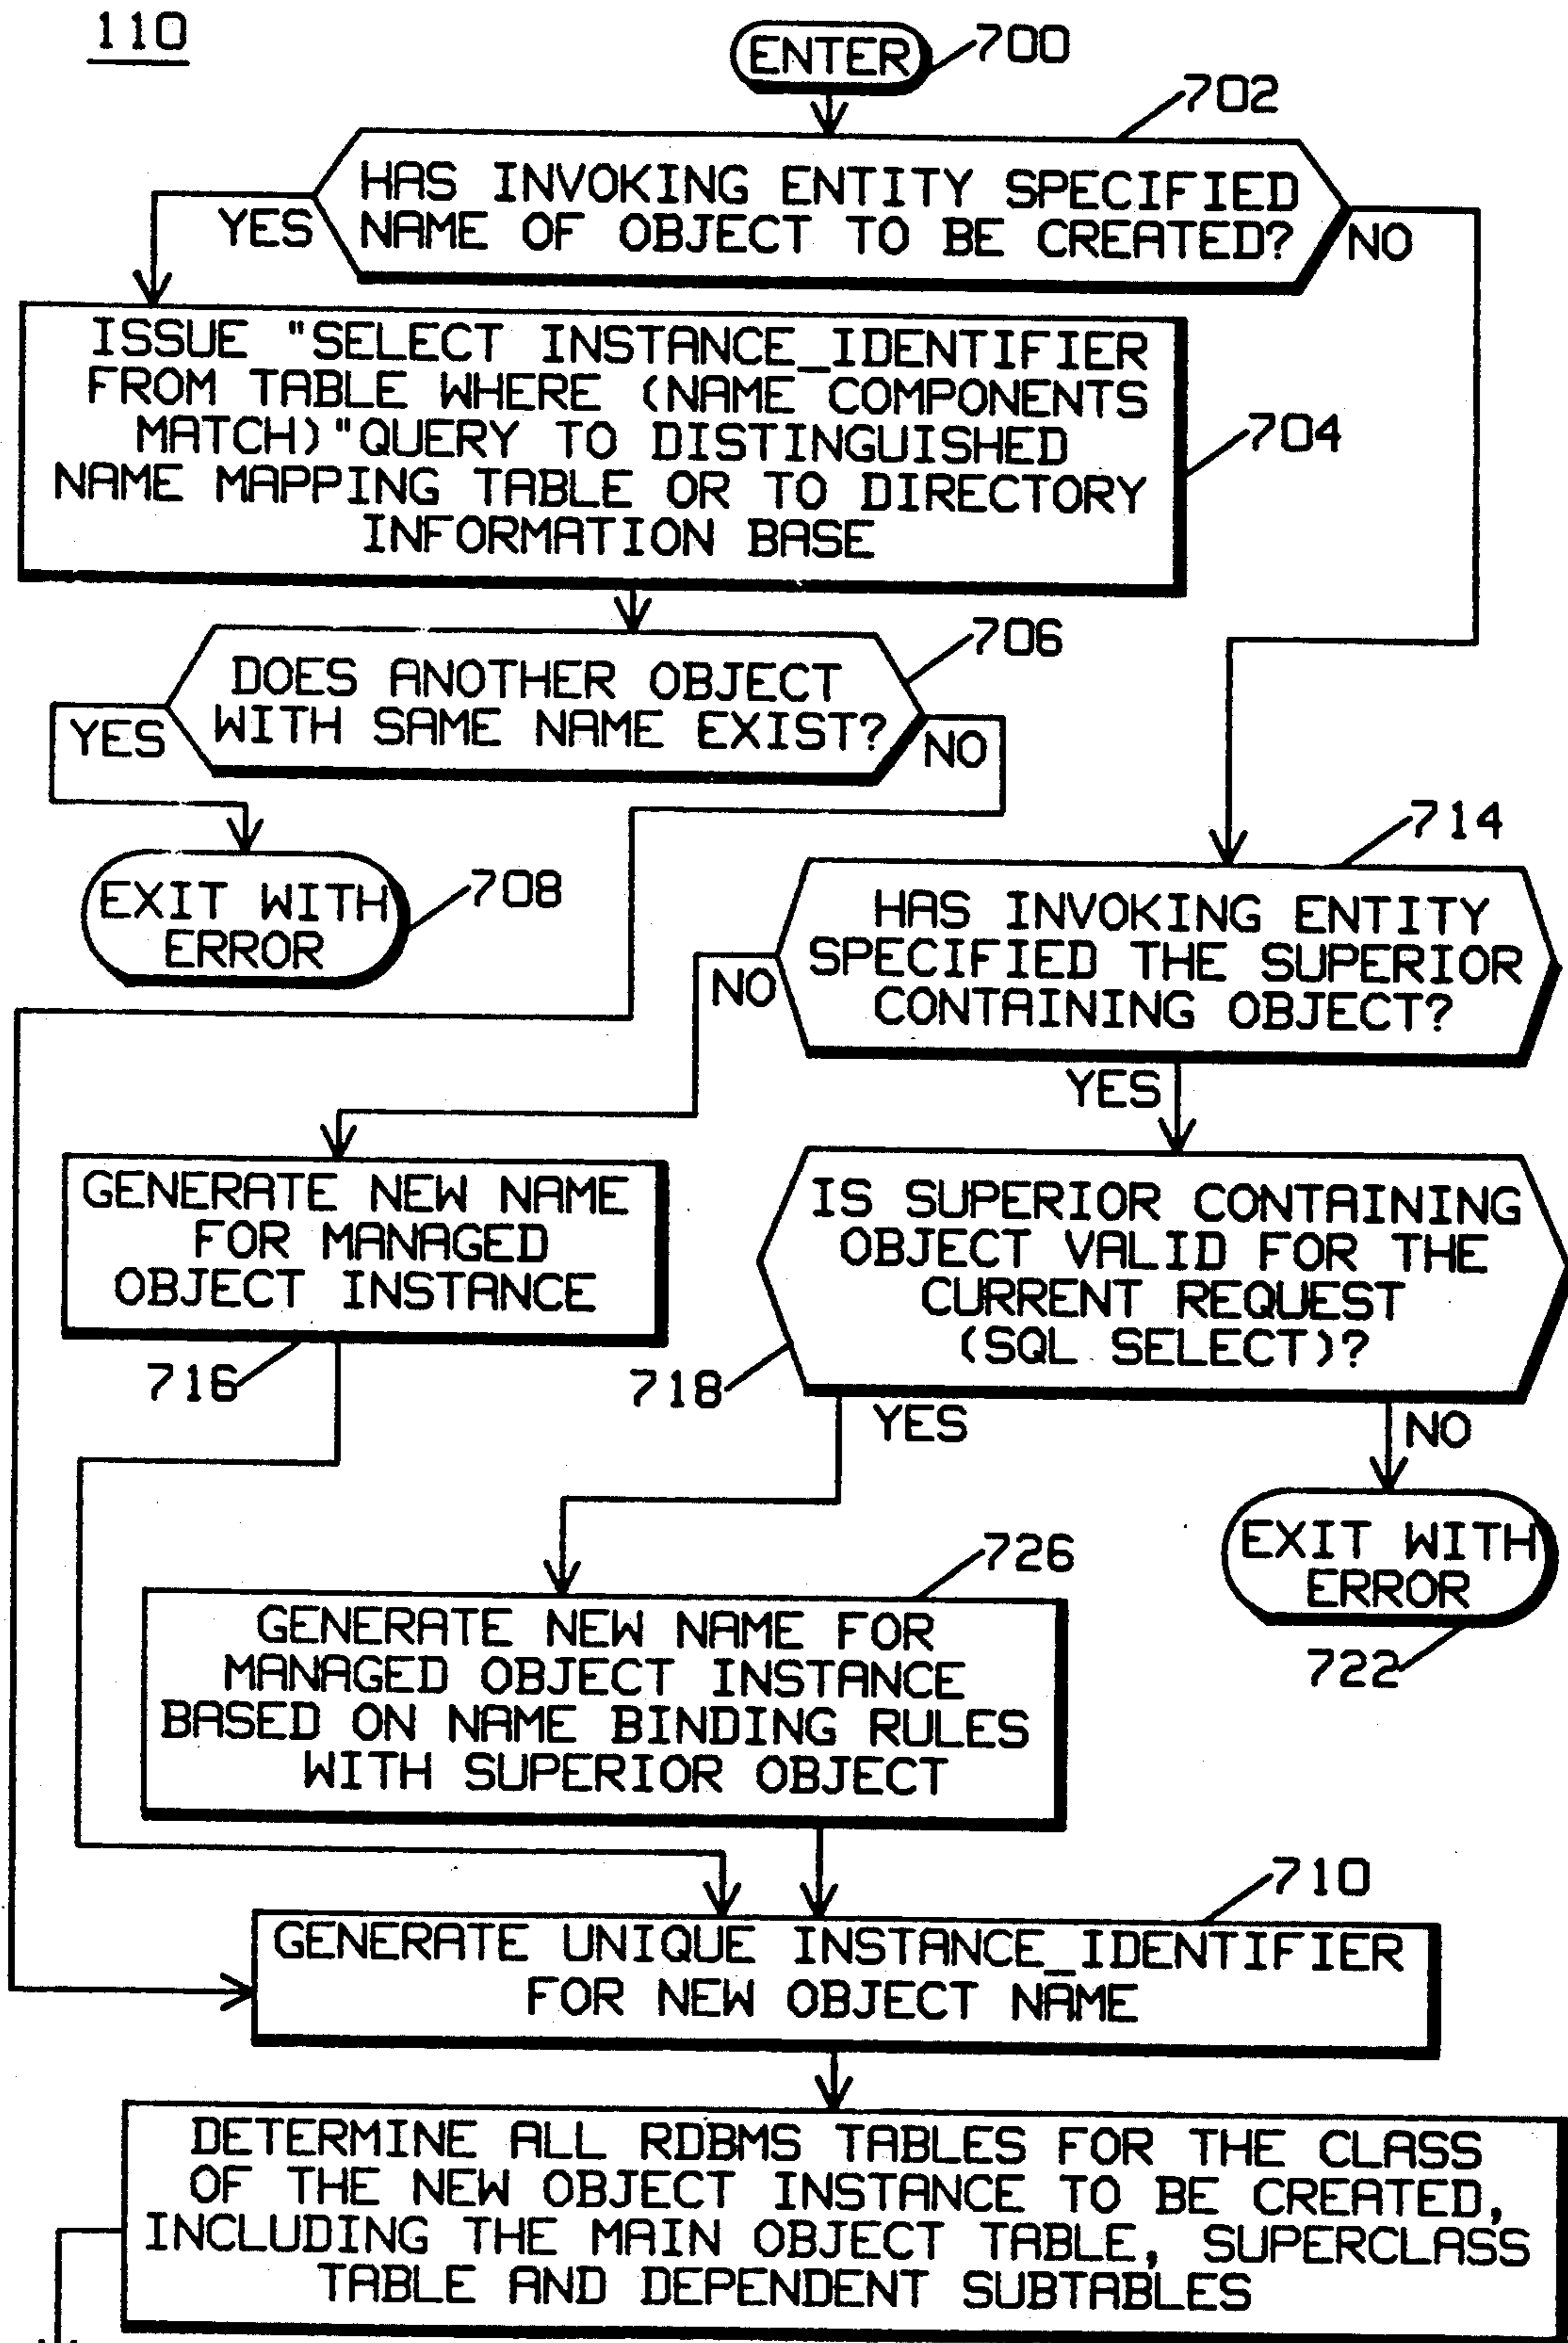 110
ENTER
700
702
HAS INVOKING ENTITY SPECIFIED
NAME OF OBJECT TO BE CREATED?
YES
NO
ISSUE "SELECT INSTANCE_IDENTIFIER
FROM TABLE WHERE (NAME COMPONENTS
MATCH)"QUERY TO DISTINGUISHED
NAME MAPPING TABLE OR TO DIRECTORY
INFORMATION BASE
704
706
DOES ANOTHER OBJECT
WITH SAME NAME EXIST?
YES
NO
EXIT WITH
ERROR
708
714
HAS INVOKING ENTITY
SPECIFIED THE SUPERIOR
CONTAINING OBJECT?
NO
YES
GENERATE NEW NAME
FOR MANAGED
OBJECT INSTANCE
716
IS SUPERIOR CONTAINING
OBJECT VALID FOR THE
CURRENT REQUEST
(SQL SELECT)?
718
YES
NO
EXIT WITH
ERROR
722
726
GENERATE NEW NAME FOR
MANAGED OBJECT INSTANCE
BASED ON NAME BINDING RULES
WITH SUPERIOR OBJECT
710
GENERATE UNIQUE INSTANCE_IDENTIFIER
FOR NEW OBJECT NAME
DETERMINE ALL RDBMS TABLES FOR THE CLASS
OF THE NEW OBJECT INSTANCE TO BE CREATED,
INCLUDING THE MAIN OBJECT TABLE, SUPERCLASS
TABLE AND DEPENDENT SUBTABLES